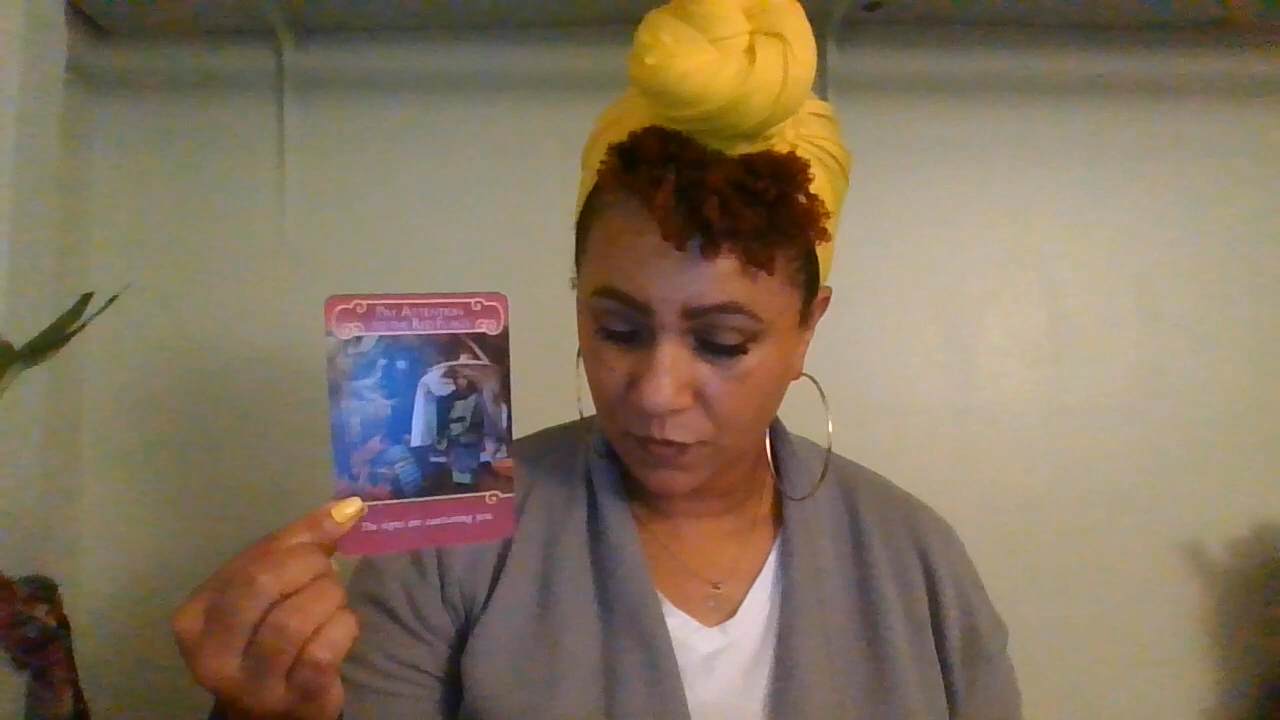 Pay Attention
to the Red Flags
The signs are cautioning you.